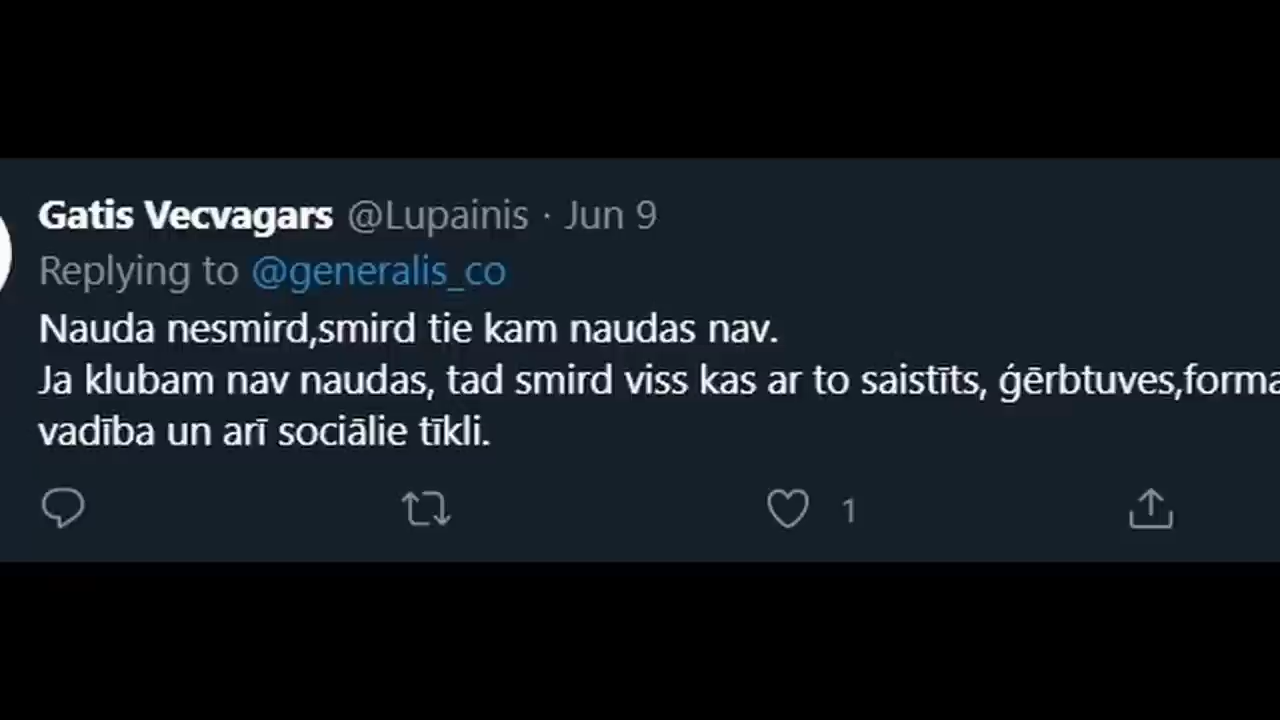 Gatis Vecvagars @Lupainis · Jun 9
Replying to @generalis_co
Nauda nesmird,smird tie kam naudas nav.
Ja klubam nav naudas, tad smird viss kas ar to saistīts, ģērbtuves,forma
vadība un arī sociālie tīkli.
1